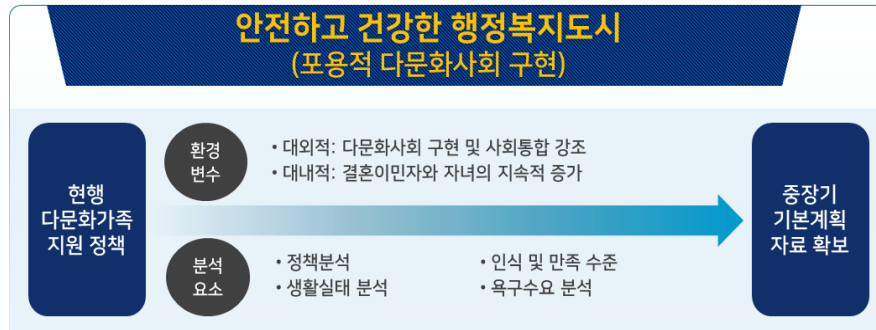 안전하고 건강한 행정복지도시
(포용적 다문화사회 구현)
현행
다문화가족
지원 정책
환경
변수
• 대외적: 다문화사회 구현 및 사회통합 강조
• 대내적: 결혼이민자와 자녀의 지속적 증가
분석
요소
• 정책분석
• 생활실태 분석
• 인식 및 만족 수준
• 욕구수요 분석
중장기
기본계획
자료 확보